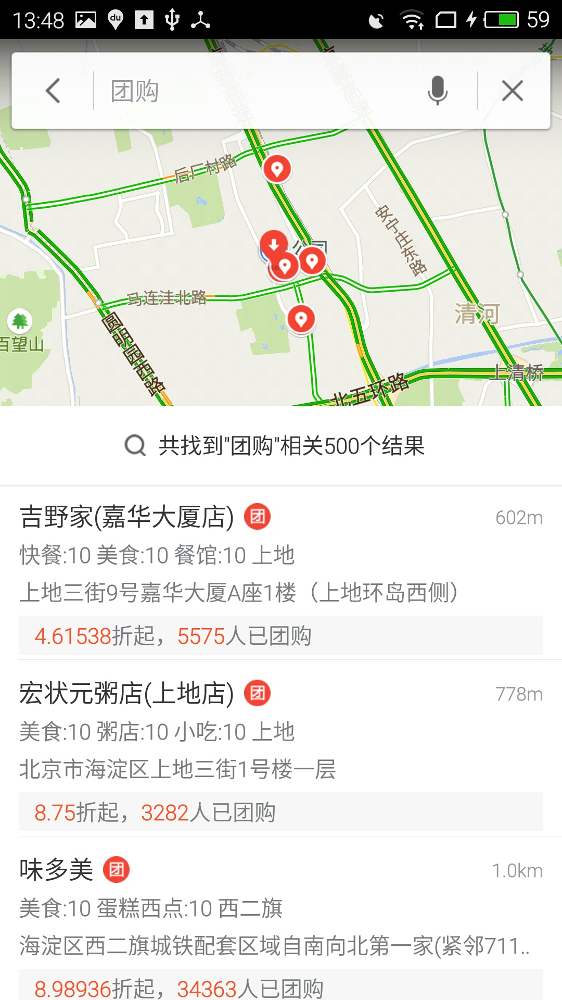 13:48
du
59
京新高速
京藏高速
团购
后厂村路
安宁庄东路
马连洼北路
清河
圆明园西路
百望山
上清桥
北五环路
共找到"团购"相关500个结果
吉野家(嘉华大厦店) 团
602m
快餐:10 美食:10 餐馆:10 上地
上地三街9号嘉华大厦A座1楼（上地环岛西侧）
4.61538折起，5575人已团购
宏状元粥店(上地店) 团
778m
美食:10 粥店:10 小吃:10 上地
北京市海淀区上地三街1号楼一层
8.75折起，3282人已团购
味多美 团
1.0km
美食:10 蛋糕西点:10 西二旗
海淀区西二旗城铁配套区域自南向北第一家(紧邻711..
8.98936折起，34363人已团购